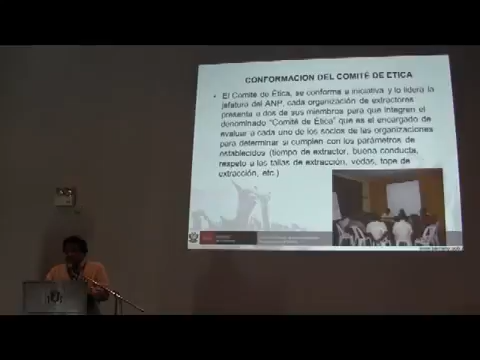 CONFORMACION DEL COMITÉ DE ETICA
• El Comité de Ética, se conforma a iniciativa y lo lidera la
jefatura del ANP, cada organización de extractores
presenta a dos de sus miembros para que integren el
denominado "Comité de Ética" que es el encargado de
evaluar a cada uno de los socios de las organizaciones
para determinar si cumplen con los parámetros de
establecidos (tiempo de extractor, buena conducta,
respeto a las tallas de extracción, vedas, tope de
extracción, etc.)